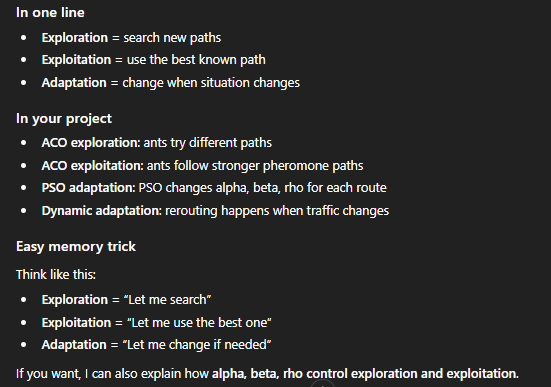 In one line
• Exploration = search new paths
• Exploitation = use the best known path
• Adaptation = change when situation changes
In your project
• ACO exploration: ants try different paths
• ACO exploitation: ants follow stronger pheromone paths
• PSO adaptation: PSO changes alpha, beta, rho for each route
• Dynamic adaptation: rerouting happens when traffic changes
Easy memory trick
Think like this:
• Exploration = “Let me search”
• Exploitation = “Let me use the best one”
• Adaptation = “Let me change if needed”
If you want, I can also explain how alpha, beta, rho control exploration and exploitation.